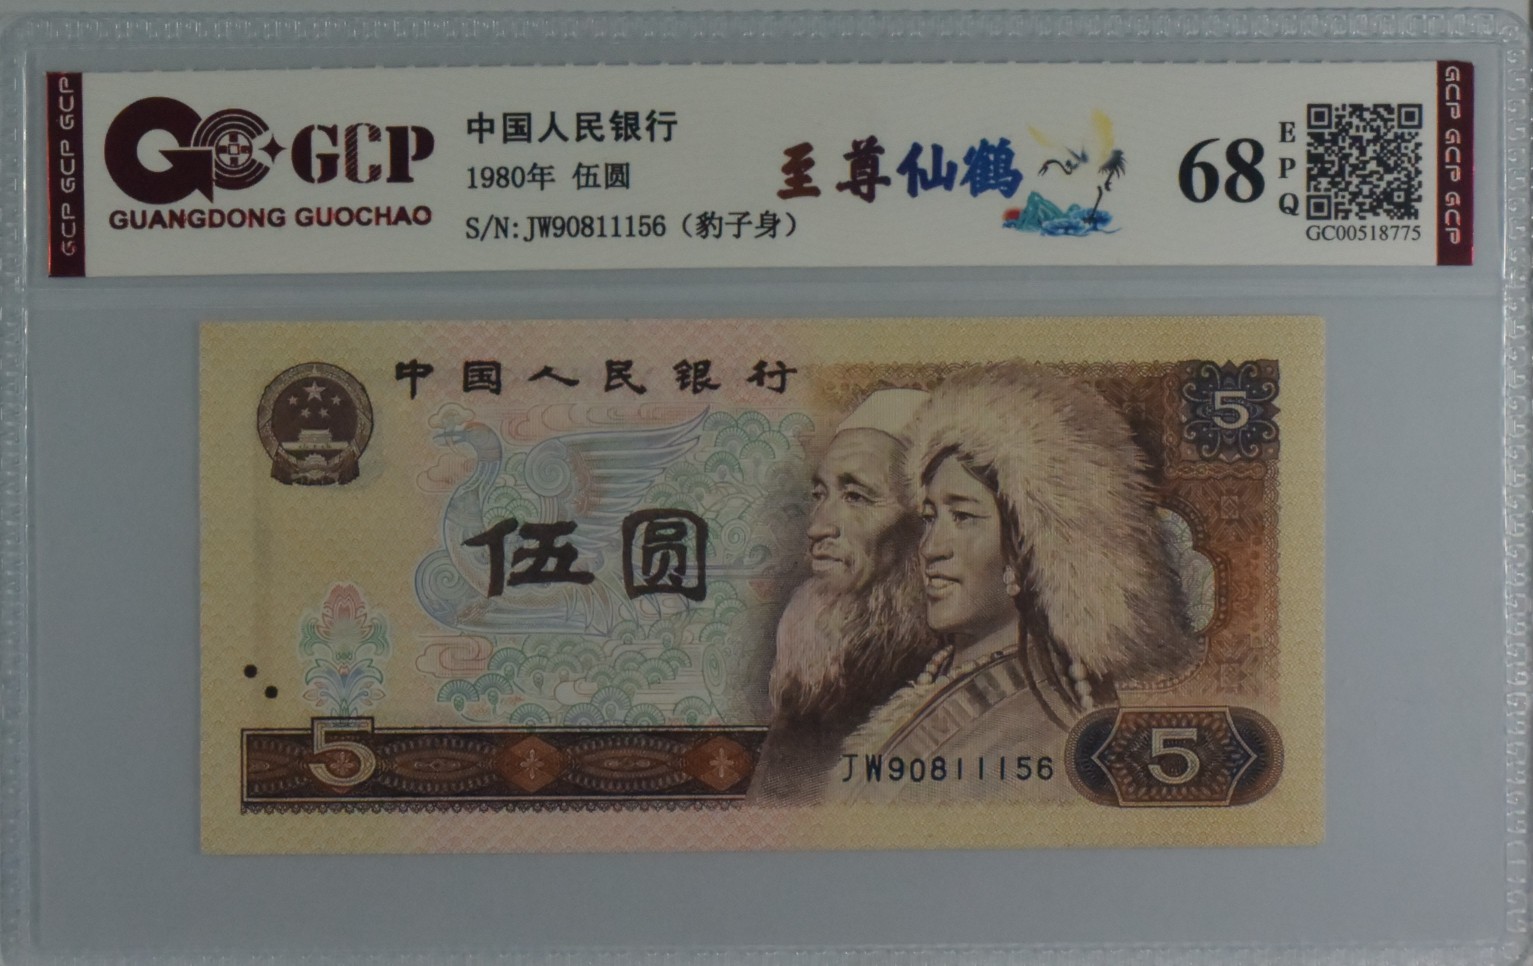 GCP GCP GCP
GCP
GUANGDONG GUOCHAO
中国人民银行
1980年 伍圆
S/N:JW90811156（豹子身）
至尊仙鹤
68
EPQ
GC00518775
GCP GCP GCP
中国人民银行
5
伍圆
5
JW90811156
5